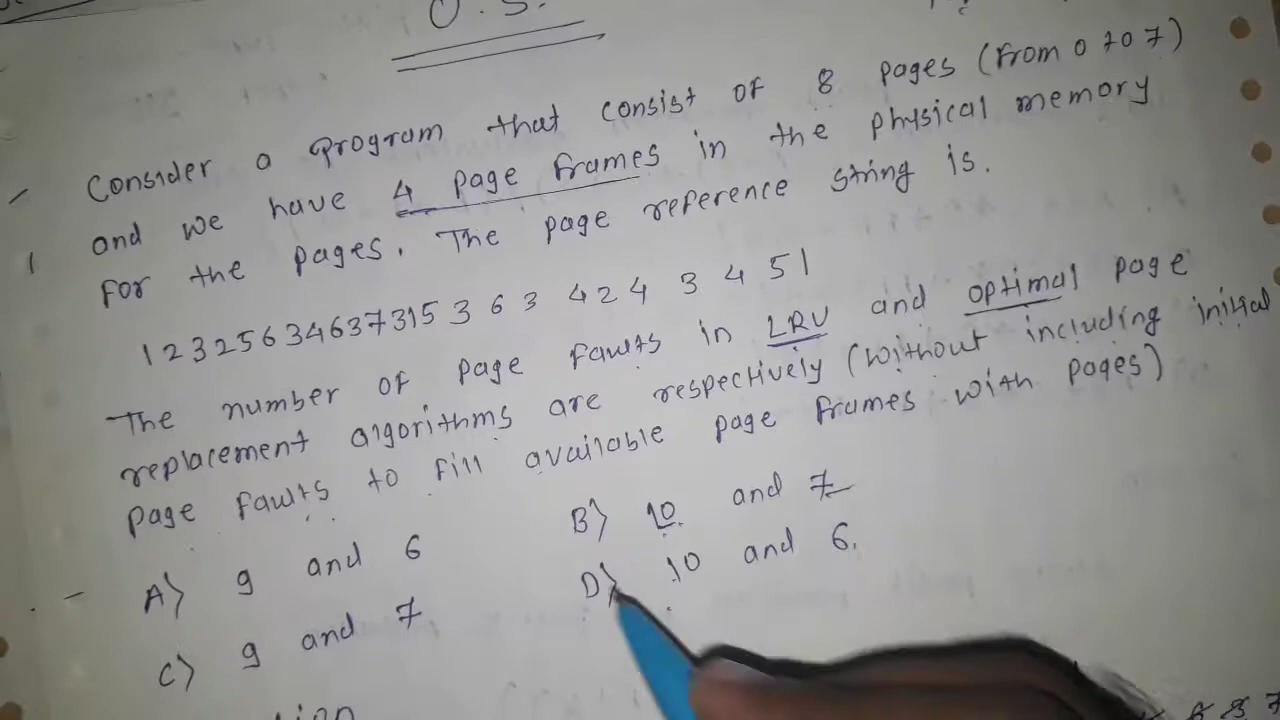 O.S.
Consider a program that consist of 8 pages (from 0 to 7)
and we have 4 page frames in the physical memory
for the pages. The page reference string is.
1 2 3 2 5 6 3 4 6 3 7 3 1 5 3 6 3 4 2 4 3 4 5 1
The number of page faults in LRU and optimal page
replacement algorithms are respectively (without including initial
page faults to fill available page frames with pages)
A) 9 and 6
B) 10 and 7
C) 9 and 7
D) 10 and 6.